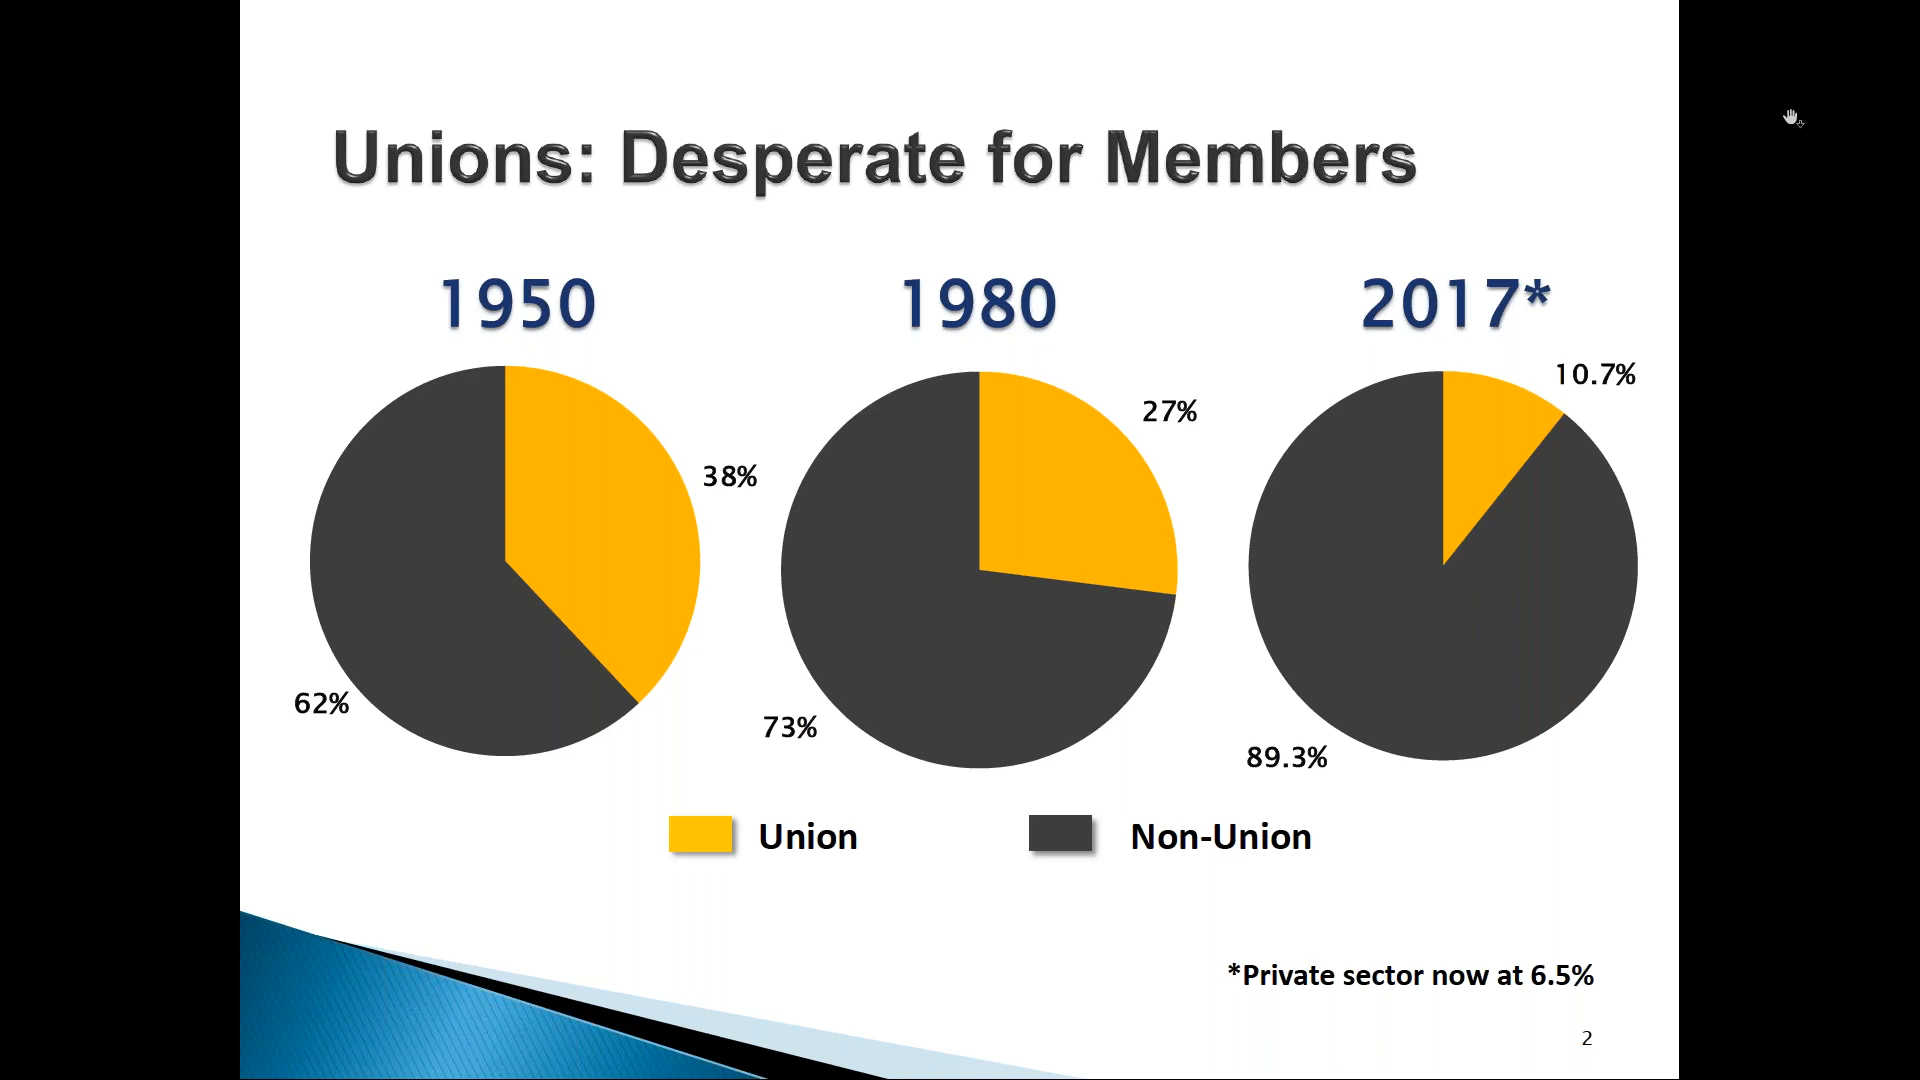 Unions: Desperate for Members
1950
1980
2017*
38%
62%
27%
73%
10.7%
89.3%
Union
Non-Union
*Private sector now at 6.5%
2